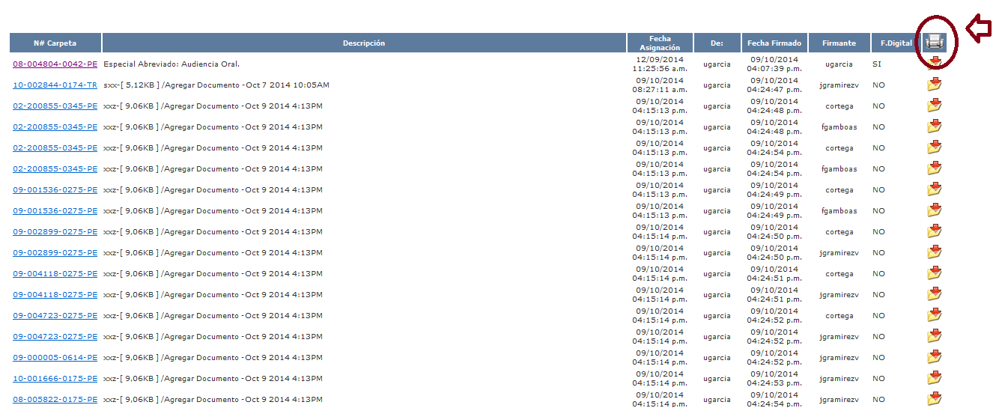 N# Carpeta Descripción Fecha Asignación De: Fecha Firmado Firmante F.Digital
08-004804-0042-PE Especial Abreviado: Audiencia Oral. 12/09/2014 11:25:56 a.m. ugarcia 09/10/2014 04:07:39 p.m. ugarcia SI
10-002844-0174-TR sxx-[ 5,12KB ] /Agregar Documento -Oct 7 2014 10:05AM 09/10/2014 08:27:11 a.m. ugarcia 09/10/2014 04:24:47 p.m. jgramirezv NO
02-200855-0345-PE xxz-[ 9,06KB ] /Agregar Documento -Oct 9 2014 4:13PM 09/10/2014 04:15:13 p.m. ugarcia 09/10/2014 04:24:48 p.m. cortega NO
02-200855-0345-PE xxz-[ 9,06KB ] /Agregar Documento -Oct 9 2014 4:13PM 09/10/2014 04:15:13 p.m. ugarcia 09/10/2014 04:24:48 p.m. fgamboas NO
02-200855-0345-PE xxz-[ 9,06KB ] /Agregar Documento -Oct 9 2014 4:13PM 09/10/2014 04:15:13 p.m. ugarcia 09/10/2014 04:24:54 p.m. cortega NO
02-200855-0345-PE xxz-[ 9,06KB ] /Agregar Documento -Oct 9 2014 4:13PM 09/10/2014 04:15:13 p.m. ugarcia 09/10/2014 04:24:54 p.m. fgamboas NO
09-001536-0275-PE xxz-[ 9,06KB ] /Agregar Documento -Oct 9 2014 4:13PM 09/10/2014 04:15:13 p.m. ugarcia 09/10/2014 04:24:49 p.m. cortega NO
09-001536-0275-PE xxz-[ 9,06KB ] /Agregar Documento -Oct 9 2014 4:13PM 09/10/2014 04:15:13 p.m. ugarcia 09/10/2014 04:24:49 p.m. fgamboas NO
09-002899-0275-PE xxz-[ 9,06KB ] /Agregar Documento -Oct 9 2014 4:13PM 09/10/2014 04:15:14 p.m. ugarcia 09/10/2014 04:24:50 p.m. cortega NO
09-002899-0275-PE xxz-[ 9,06KB ] /Agregar Documento -Oct 9 2014 4:13PM 09/10/2014 04:15:14 p.m. ugarcia 09/10/2014 04:24:50 p.m. jgramirezv NO
09-004118-0275-PE xxz-[ 9,06KB ] /Agregar Documento -Oct 9 2014 4:13PM 09/10/2014 04:15:14 p.m. ugarcia 09/10/2014 04:24:51 p.m. cortega NO
09-004118-0275-PE xxz-[ 9,06KB ] /Agregar Documento -Oct 9 2014 4:13PM 09/10/2014 04:15:14 p.m. ugarcia 09/10/2014 04:24:51 p.m. jgramirezv NO
09-004723-0275-PE xxz-[ 9,06KB ] /Agregar Documento -Oct 9 2014 4:13PM 09/10/2014 04:15:14 p.m. ugarcia 09/10/2014 04:24:52 p.m. cortega NO
09-004723-0275-PE xxz-[ 9,06KB ] /Agregar Documento -Oct 9 2014 4:13PM 09/10/2014 04:15:14 p.m. ugarcia 09/10/2014 04:24:52 p.m. jgramirezv NO
09-000005-0614-PE xxz-[ 9,06KB ] /Agregar Documento -Oct 9 2014 4:13PM 09/10/2014 04:15:14 p.m. ugarcia 09/10/2014 04:24:52 p.m. jgramirezv NO
10-001666-0175-PE xxz-[ 9,06KB ] /Agregar Documento -Oct 9 2014 4:13PM 09/10/2014 04:15:14 p.m. ugarcia 09/10/2014 04:24:53 p.m. jgramirezv NO
08-005822-0175-PE xxz-[ 9,06KB ] /Agregar Documento -Oct 9 2014 4:13PM 09/10/2014 04:15:14 p.m. ugarcia 09/10/2014 04:24:54 p.m. jgramirezv NO